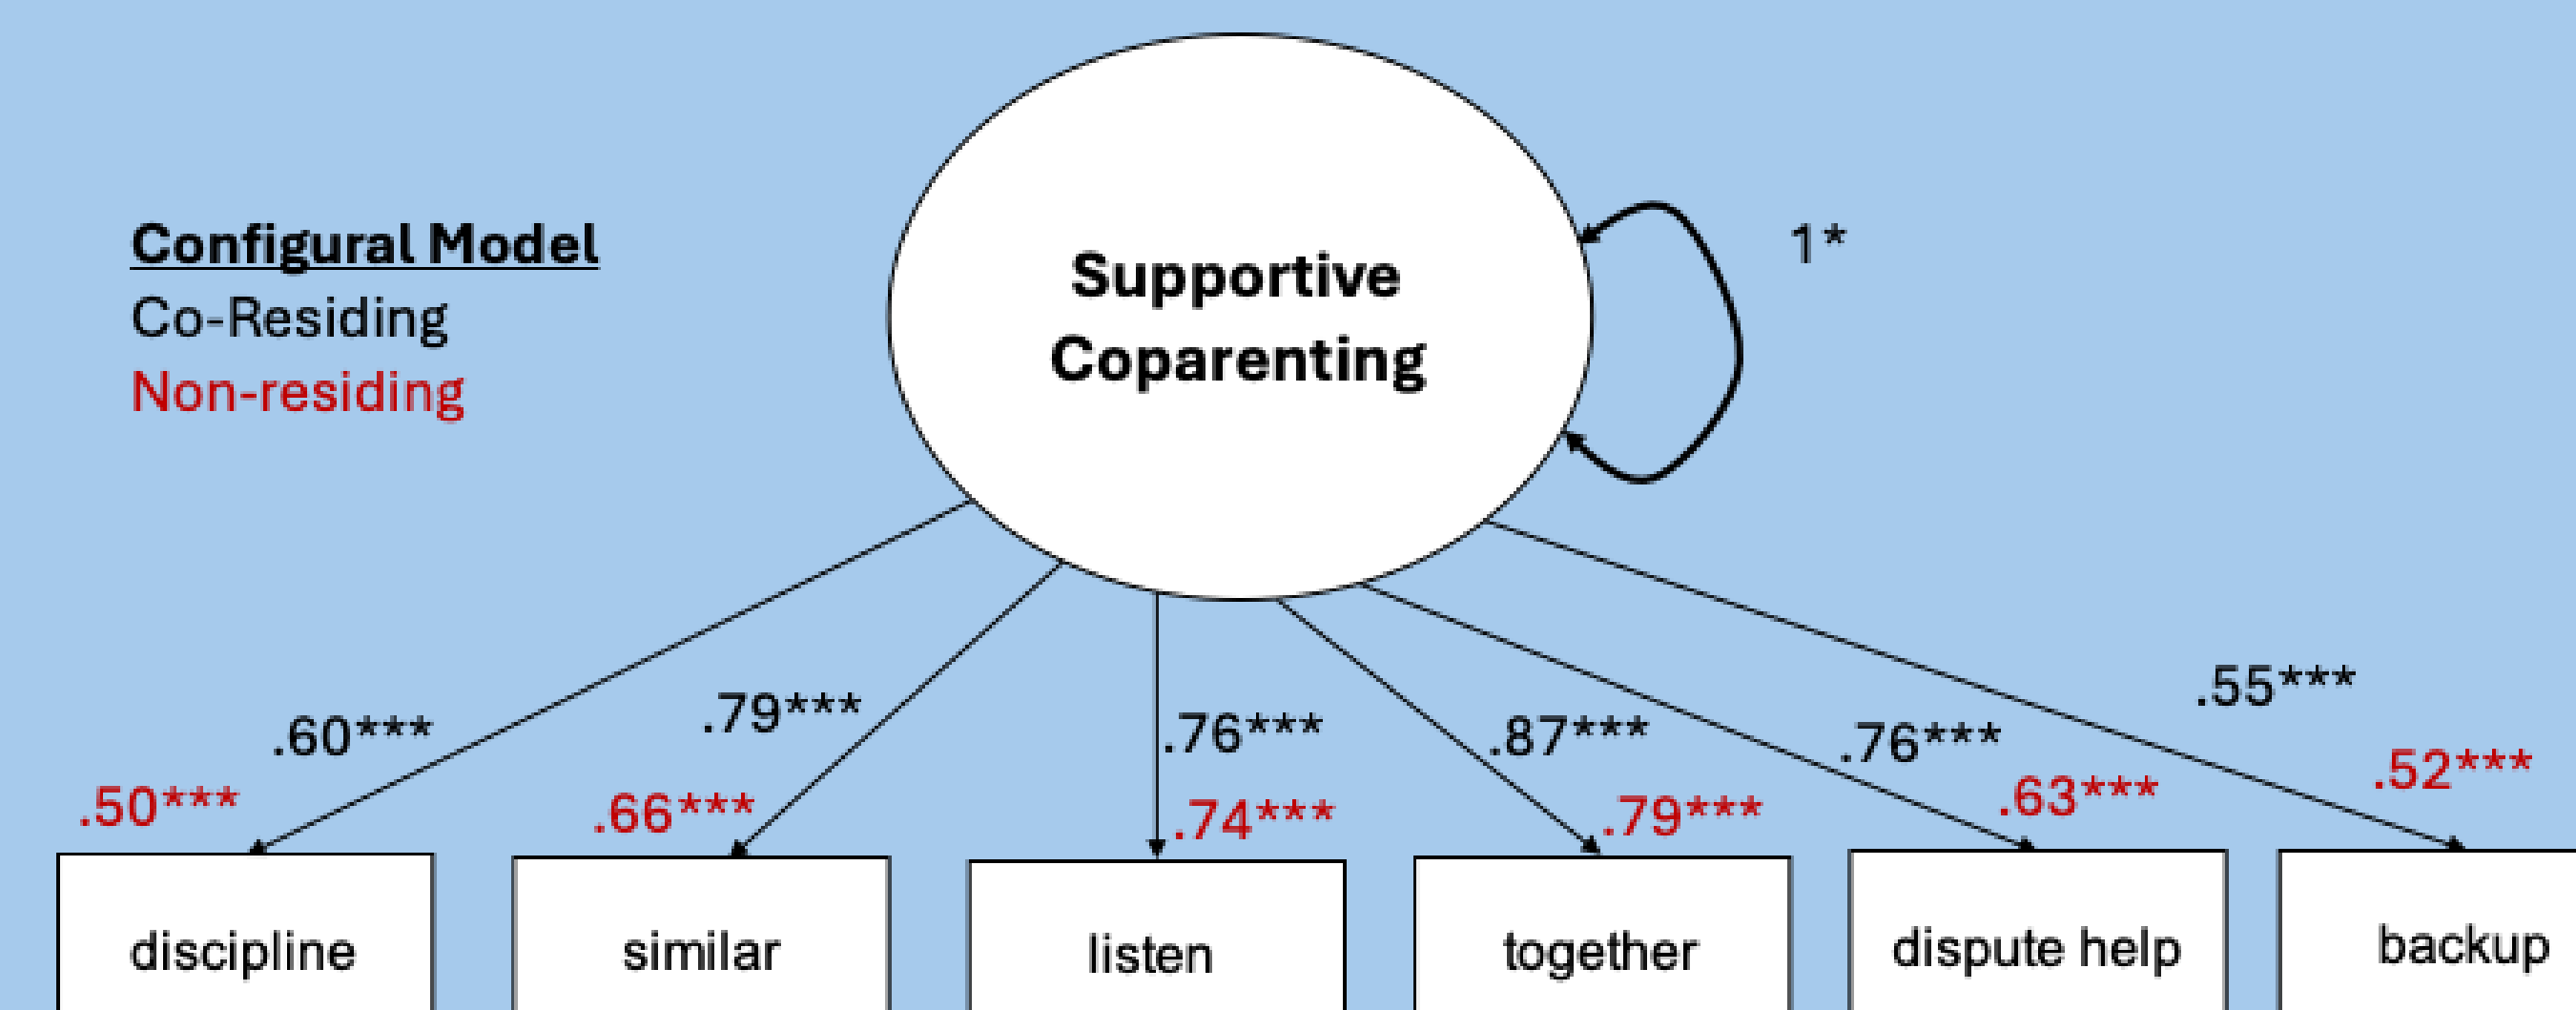 Configural Model
Co-Residing
Non-residing
Supportive
Coparenting
1*
.60***
.50***
.79***
.66***
.76***
.74***
.87***
.79***
.76***
.63***
.55***
.52***
discipline
similar
listen
together
dispute help
backup